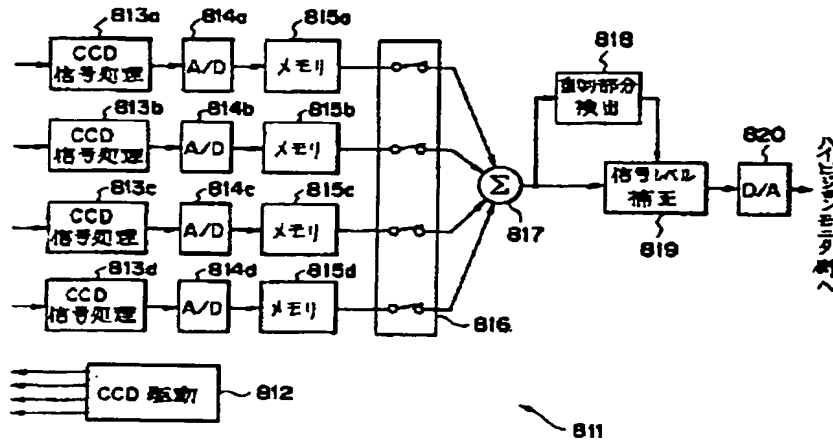 813a
814a
815a
CCD
信号処理
A/D
メモリ
813b
814b
815b
CCD
信号処理
A/D
メモリ
813c
814c
815c
CCD
信号処理
A/D
メモリ
813d
814d
815d
CCD
信号処理
A/D
メモリ
816
Σ
817
818
部分
検出
信号レベル
補正
819
820
D/A
ハイビジョンモニタ側へ
CCD 駆動
812
811